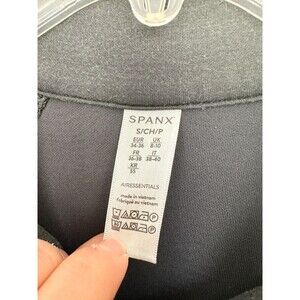 SPANX
S/CH/P
EUR UK
34-36 8-10
FR IT
36-38 38-40
KR
55
AIRESSENTIALS
made in vietnam
fabriqué au vietnam